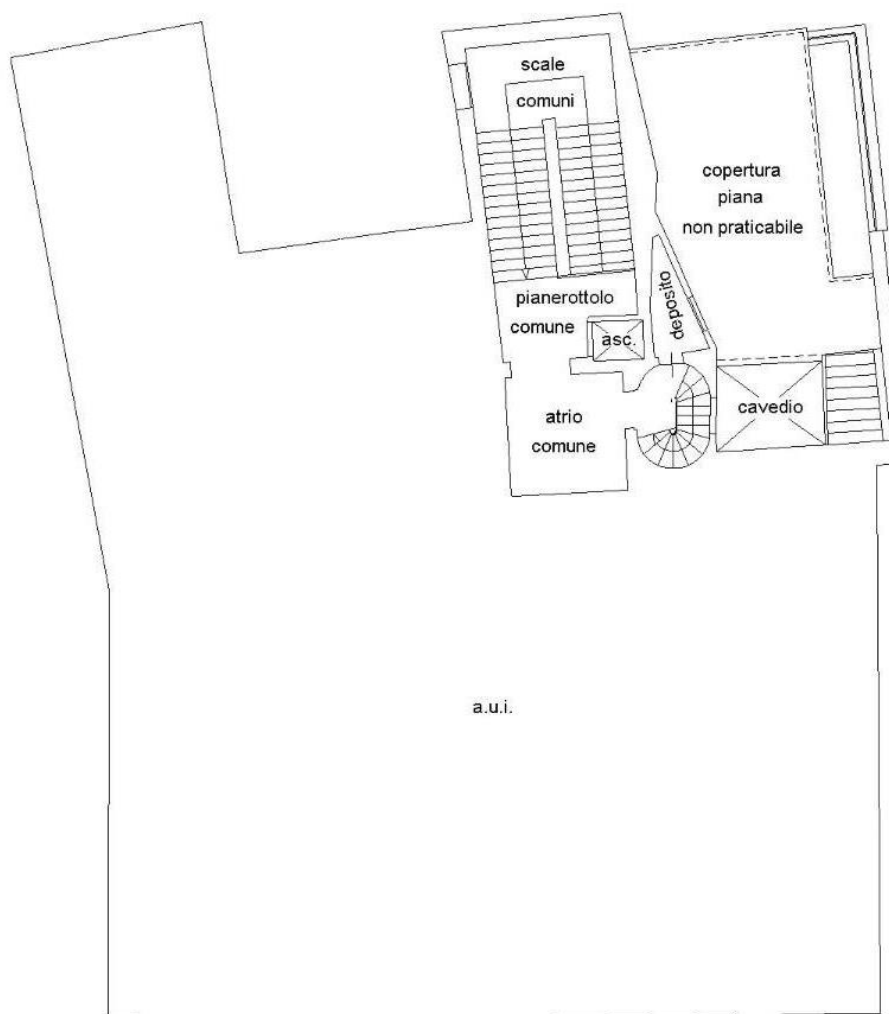 scale
comuni
copertura
piana
non praticabile
pianerottolo
comune
asc.
deposito
atrio
comune
cavedio
a.u.i.